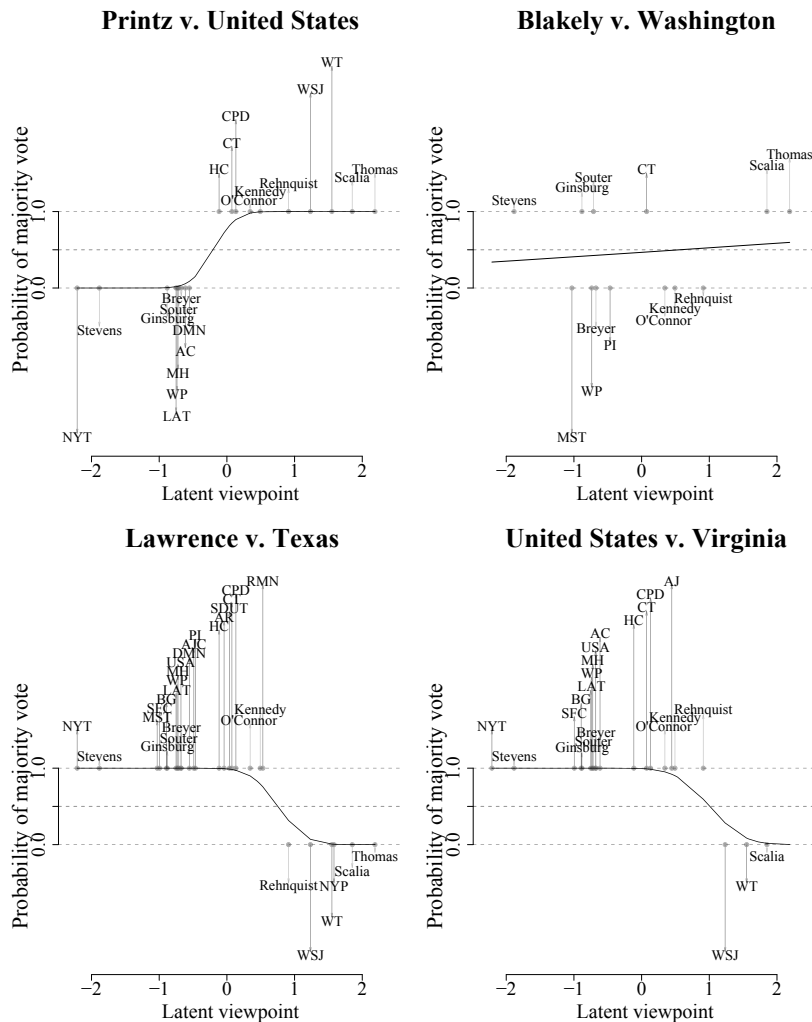 Printz v. United States
WT
WSJ
CPD
CT
HC
Thomas
Scalia
Rehnquist
Kennedy
O'Connor
Probability of majority vote
1.0
0.0
Breyer
Souter
Ginsburg
Stevens
DMN
AC
MH
WP
LAT
NYT
−2 −1 0 1 2
Latent viewpoint
Blakely v. Washington
CT
Thomas
Scalia
Souter
Ginsburg
Stevens
Probability of majority vote
1.0
0.0
Rehnquist
Kennedy
O'Connor
Breyer
PI
WP
MST
−2 −1 0 1 2
Latent viewpoint
Lawrence v. Texas
RMN
CPD
CT
SDUT
AR
HC
PI
AJC
DMN
USA
MH
WP
LAT
BG
SFC
MST
NYT
Kennedy
O'Connor
Breyer
Souter
Ginsburg
Stevens
Probability of majority vote
1.0
0.0
Thomas
Scalia
Rehnquist
NYP
WT
WSJ
−2 −1 0 1 2
Latent viewpoint
United States v. Virginia
AJ
CPD
CT
HC
AC
USA
MH
WP
LAT
BG
SFC
NYT
Rehnquist
Kennedy
O'Connor
Breyer
Souter
Ginsburg
Stevens
Probability of majority vote
1.0
0.0
Scalia
WT
WSJ
−2 −1 0 1 2
Latent viewpoint